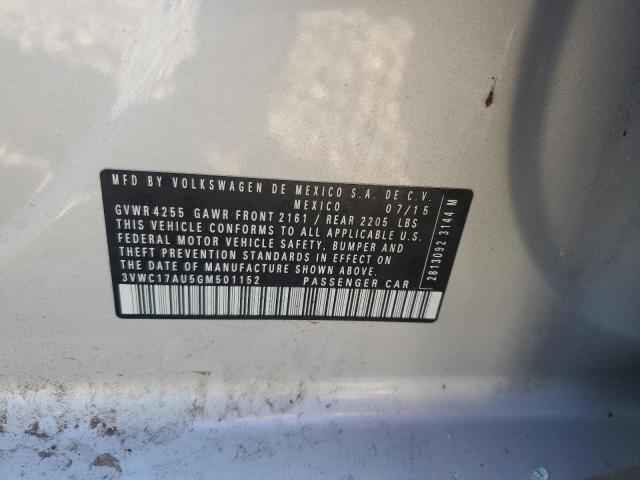 MFD BY VOLKSWAGEN DE MEXICO S.A. DE C.V.
MEXICO 07/15
GVWR 4255 GAWR FRONT 2161 / REAR 2205 LBS
THIS VEHICLE CONFORMS TO ALL APPLICABLE U.S.
FEDERAL MOTOR VEHICLE SAFETY, BUMPER AND
THEFT PREVENTION STANDARDS IN EFFECT ON
THE DATE OF MANUFACTURE SHOWN ABOVE.
3VWC17AU5GM501152 PASSENGER CAR
2813092 3144 M